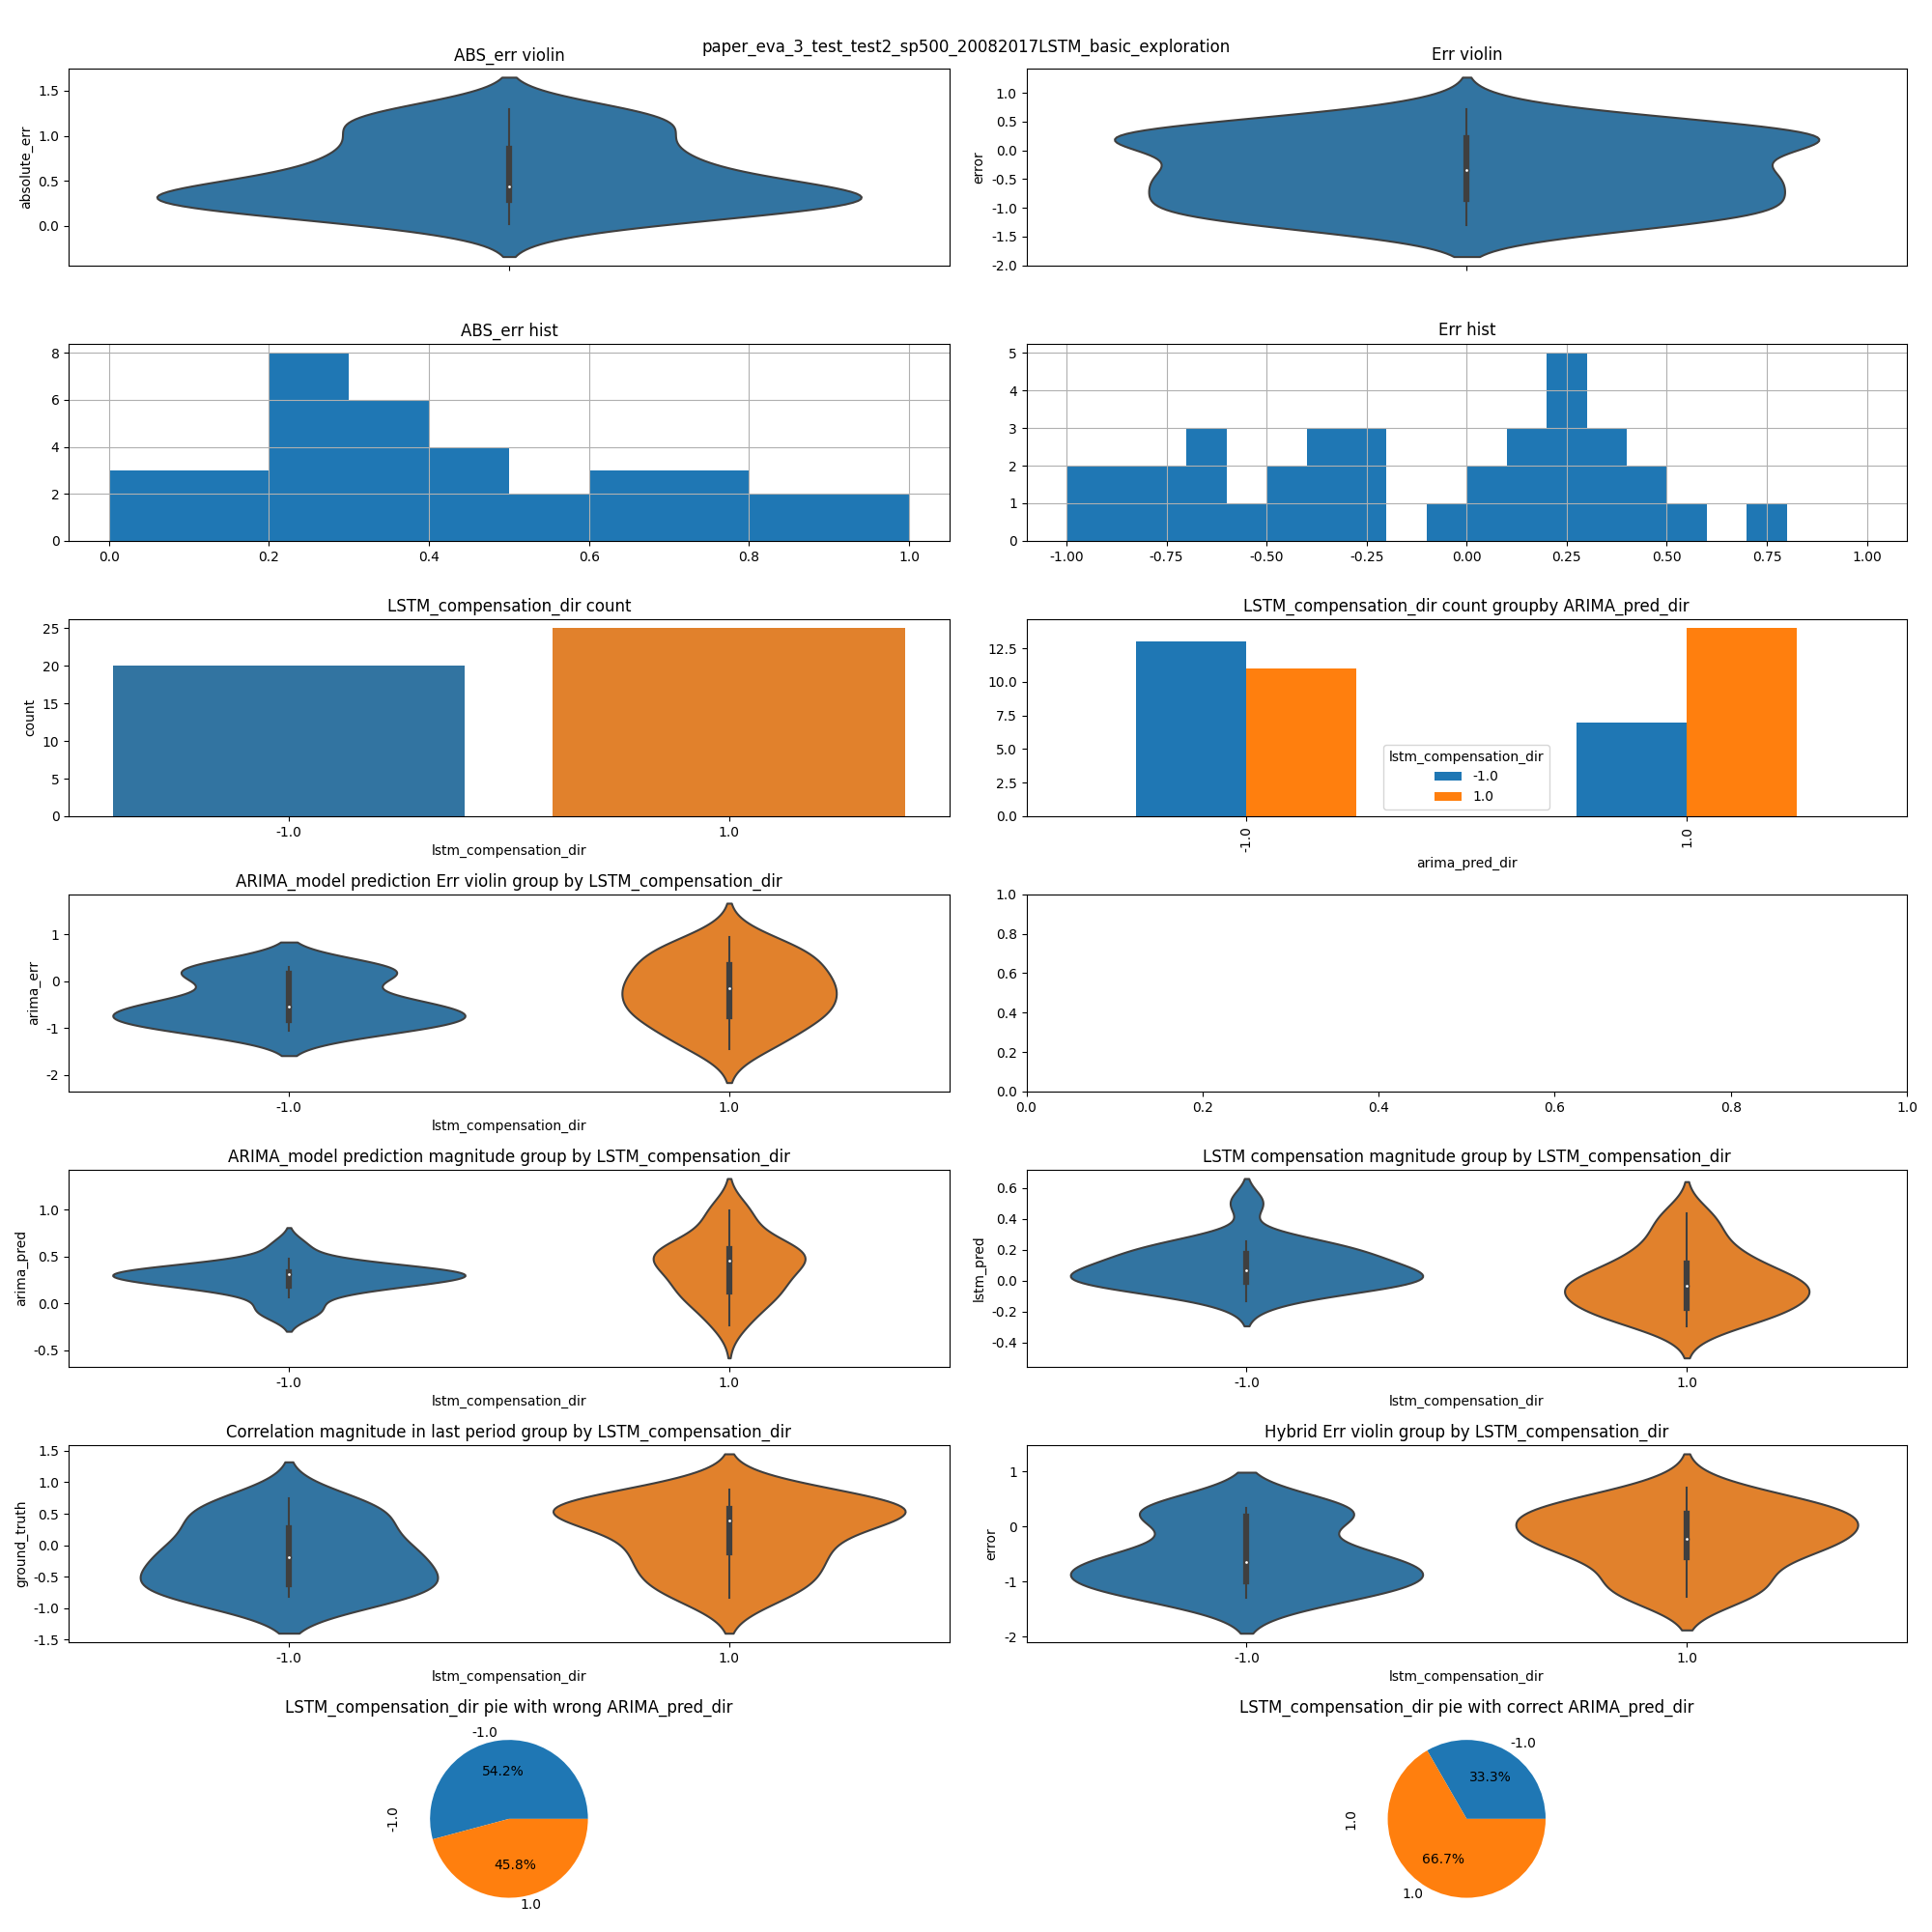 paper_eva_3_test_test2_sp500_20082017LSTM_basic_exploration
ABS_err violin
absolute_err
1.5
1.0
0.5
0.0
Err violin
error
1.0
0.5
0.0
-0.5
-1.0
-1.5
-2.0
ABS_err hist
8
6
4
2
0
0.0 0.2 0.4 0.6 0.8 1.0
Err hist
5
4
3
2
1
0
-1.00 -0.75 -0.50 -0.25 0.00 0.25 0.50 0.75 1.00
LSTM_compensation_dir count
count
25
20
15
10
5
0
-1.0 1.0
lstm_compensation_dir
LSTM_compensation_dir count groupby ARIMA_pred_dir
12.5
10.0
7.5
5.0
2.5
0.0
lstm_compensation_dir
-1.0
1.0
-1.0 1.0
arima_pred_dir
ARIMA_model prediction Err violin group by LSTM_compensation_dir
arima_err
1
0
-1
-2
-1.0 1.0
lstm_compensation_dir
1.0
0.8
0.6
0.4
0.2
0.0
0.0 0.2 0.4 0.6 0.8 1.0
ARIMA_model prediction magnitude group by LSTM_compensation_dir
arima_pred
1.0
0.5
0.0
-0.5
-1.0 1.0
lstm_compensation_dir
LSTM compensation magnitude group by LSTM_compensation_dir
lstm_pred
0.6
0.4
0.2
0.0
-0.2
-0.4
-1.0 1.0
lstm_compensation_dir
Correlation magnitude in last period group by LSTM_compensation_dir
ground_truth
1.5
1.0
0.5
0.0
-0.5
-1.0
-1.5
-1.0 1.0
lstm_compensation_dir
Hybrid Err violin group by LSTM_compensation_dir
error
1
0
-1
-2
-1.0 1.0
lstm_compensation_dir
LSTM_compensation_dir pie with wrong ARIMA_pred_dir
-1.0
54.2%
-1.0
45.8%
1.0
LSTM_compensation_dir pie with correct ARIMA_pred_dir
-1.0
33.3%
1.0
66.7%
1.0